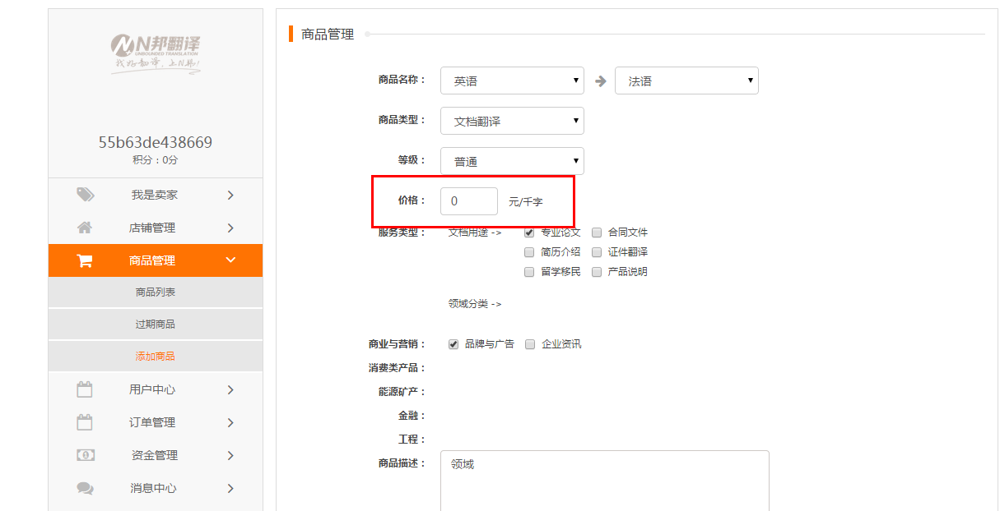 N邦翻译
UNBOUNDED TRANSLATION
找好翻译,上N邦!
55b63de438669
积分：0分
我是卖家
店铺管理
商品管理
商品列表
过期商品
添加商品
用户中心
订单管理
资金管理
消息中心
商品管理
商品名称： 英语 法语
商品类型： 文档翻译
等级： 普通
价格： 0 元/千字
服务类型： 文档用途 -> 专业论文 合同文件
简历介绍 证件翻译
留学移民 产品说明
领域分类 ->
商业与营销： 品牌与广告 企业资讯
消费类产品：
能源矿产：
金融：
工程：
商品描述： 领域